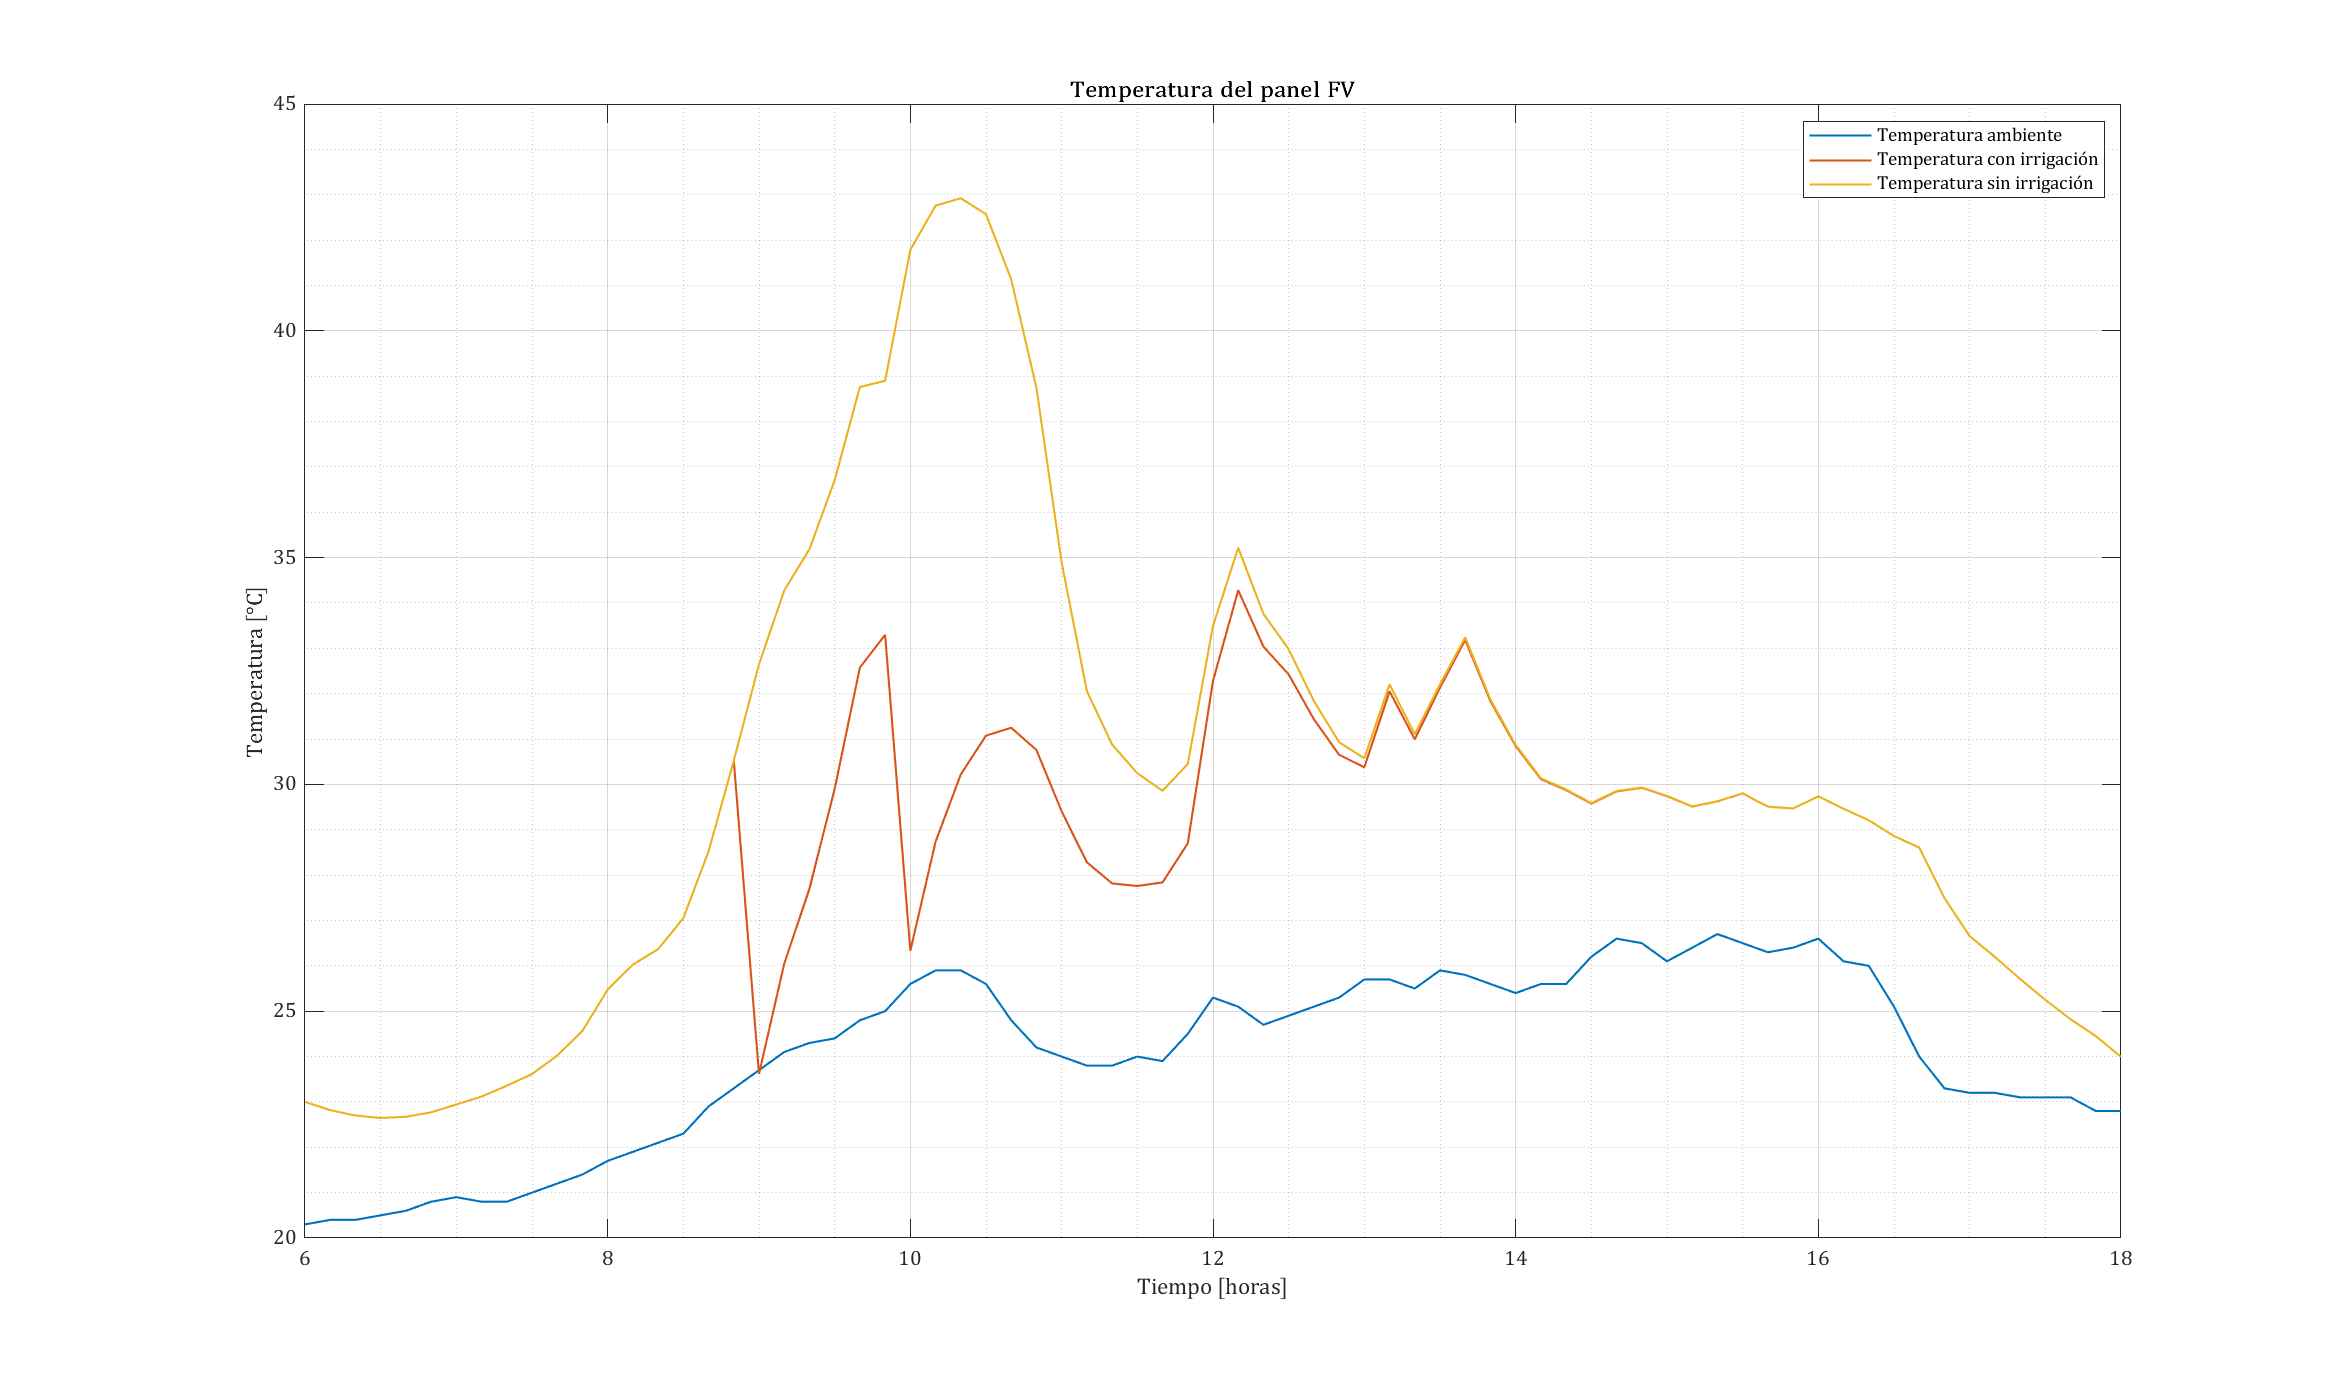 Temperatura del panel FV
45
Temperatura ambiente
Temperatura con irrigación
Temperatura sin irrigación
40
35
Temperatura [°C]
30
25
20
6 8 10 12 14 16 18
Tiempo [horas]